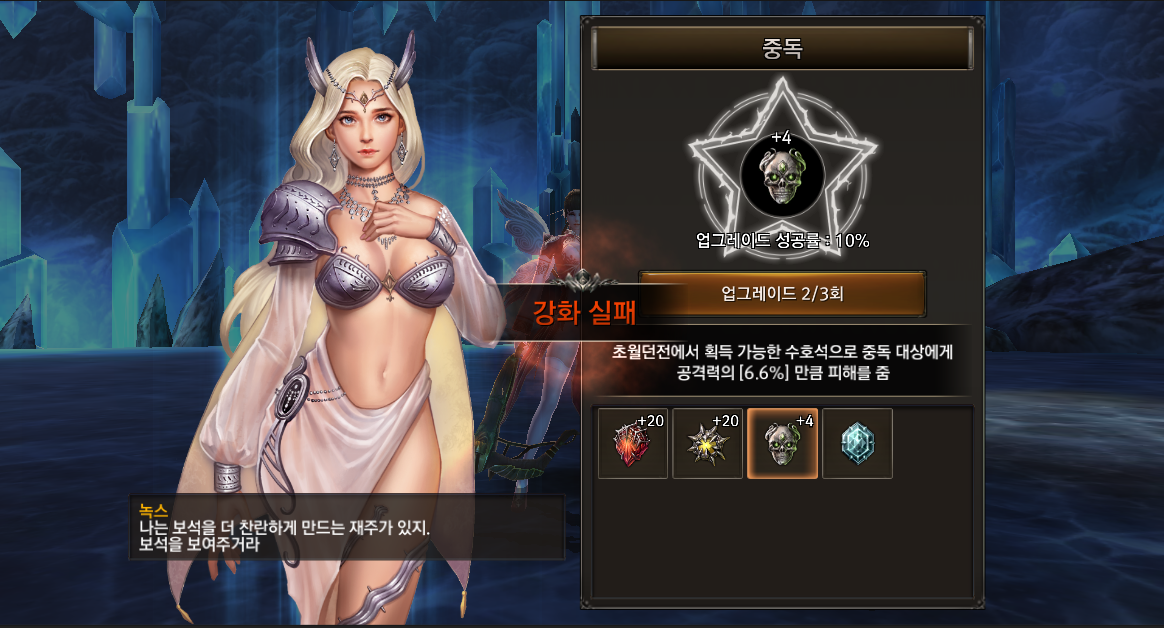 중독
+4
업그레이드 성공률 : 10%
업그레이드 2/3회
강화 실패
초월던전에서 획득 가능한 수호석으로 중독 대상에게
공격력의 [6.6%] 만큼 피해를 줌
+20
+20
+4
녹스
나는 보석을 더 찬란하게 만드는 재주가 있지.
보석을 보여주거라